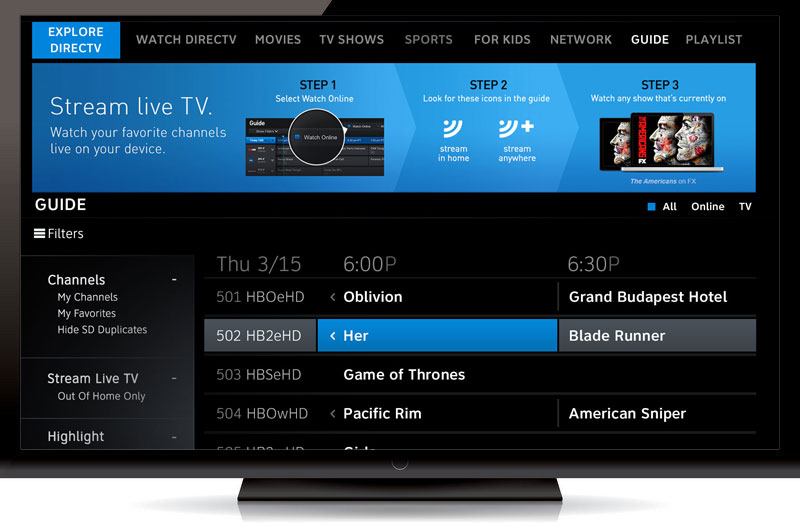 EXPLORE
DIRECTV
WATCH DIRECTV MOVIES TV SHOWS SPORTS FOR KIDS NETWORK GUIDE PLAYLIST
Stream live TV.
Watch your favorite channels
live on your device.
STEP 1
Select Watch Online
Guide
Watch Online
STEP 2
Look for these icons in the guide
stream
in home
stream
anywhere
STEP 3
Watch any show that's currently on
THE AMERICANS
FX
The Americans on FX
GUIDE
All Online TV
Filters
Channels -
My Channels
My Favorites
Hide SD Duplicates
Stream Live TV -
Out Of Home Only
Highlight -
Thu 3/15 6:00P 6:30P
501 HBOeHD < Oblivion Grand Budapest Hotel
502 HB2eHD < Her Blade Runner
503 HBSeHD Game of Thrones
504 HBOwHD < Pacific Rim American Sniper